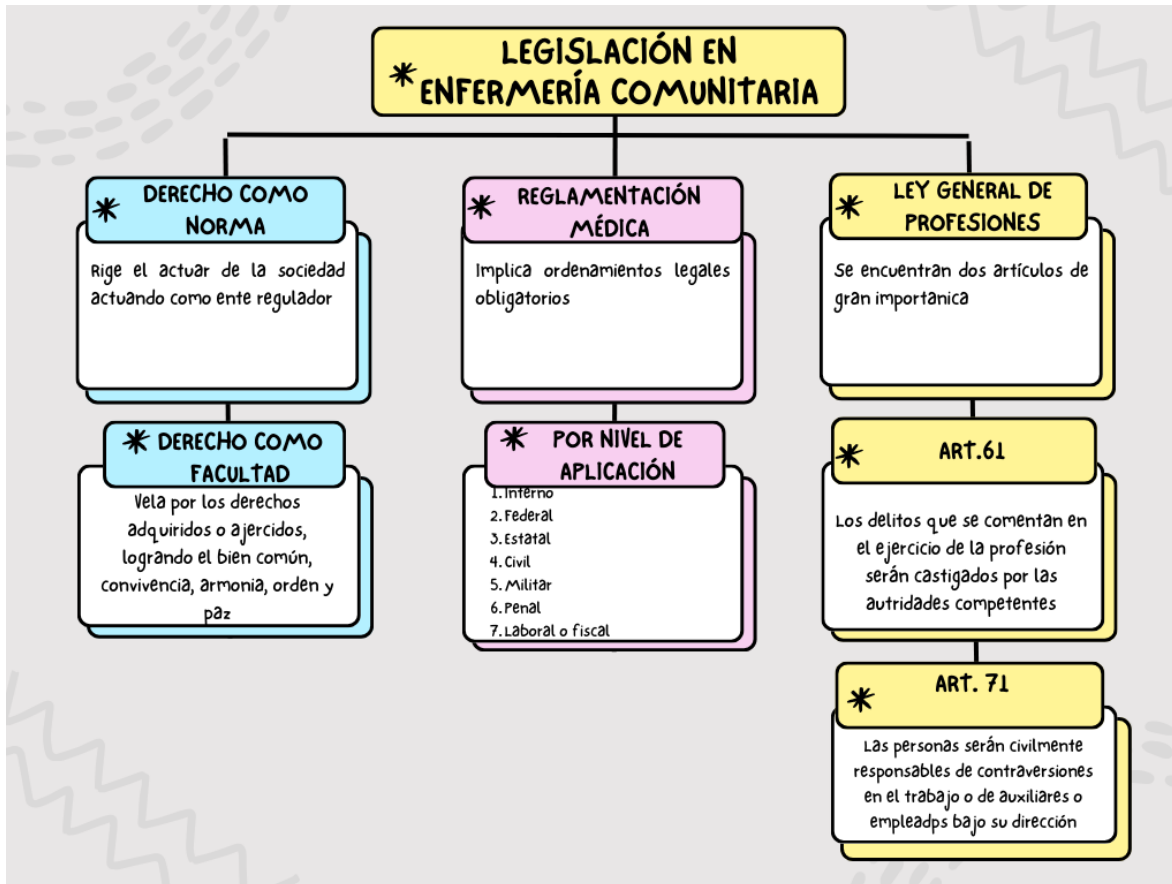 LEGISLACIÓN EN
ENFERMERÍA COMUNITARIA
DERECHO COMO
NORMA
Rige el actuar de la sociedad
actuando como ente regulador
DERECHO COMO
FACULTAD
Vela por los derechos
adquiridos o ajercidos,
logrando el bien común,
convivencia, armonia, orden y
paz
REGLAMENTACIÓN
MÉDICA
Implica ordenamientos legales
obligatorios
POR NIVEL DE
APLICACIÓN
1. Interno
2. Federal
3. Estatal
4. Civil
5. Militar
6. Penal
7. Laboral o fiscal
LEY GENERAL DE
PROFESIONES
Se encuentran dos artículos de
gran importanica
ART.61
Los delitos que se comentan en
el ejercicio de la profesión
serán castigados por las
autridades competentes
ART. 71
Las personas serán civilmente
responsables de contraversiones
en el trabajo o de auxiliares o
empleadps bajo su dirección